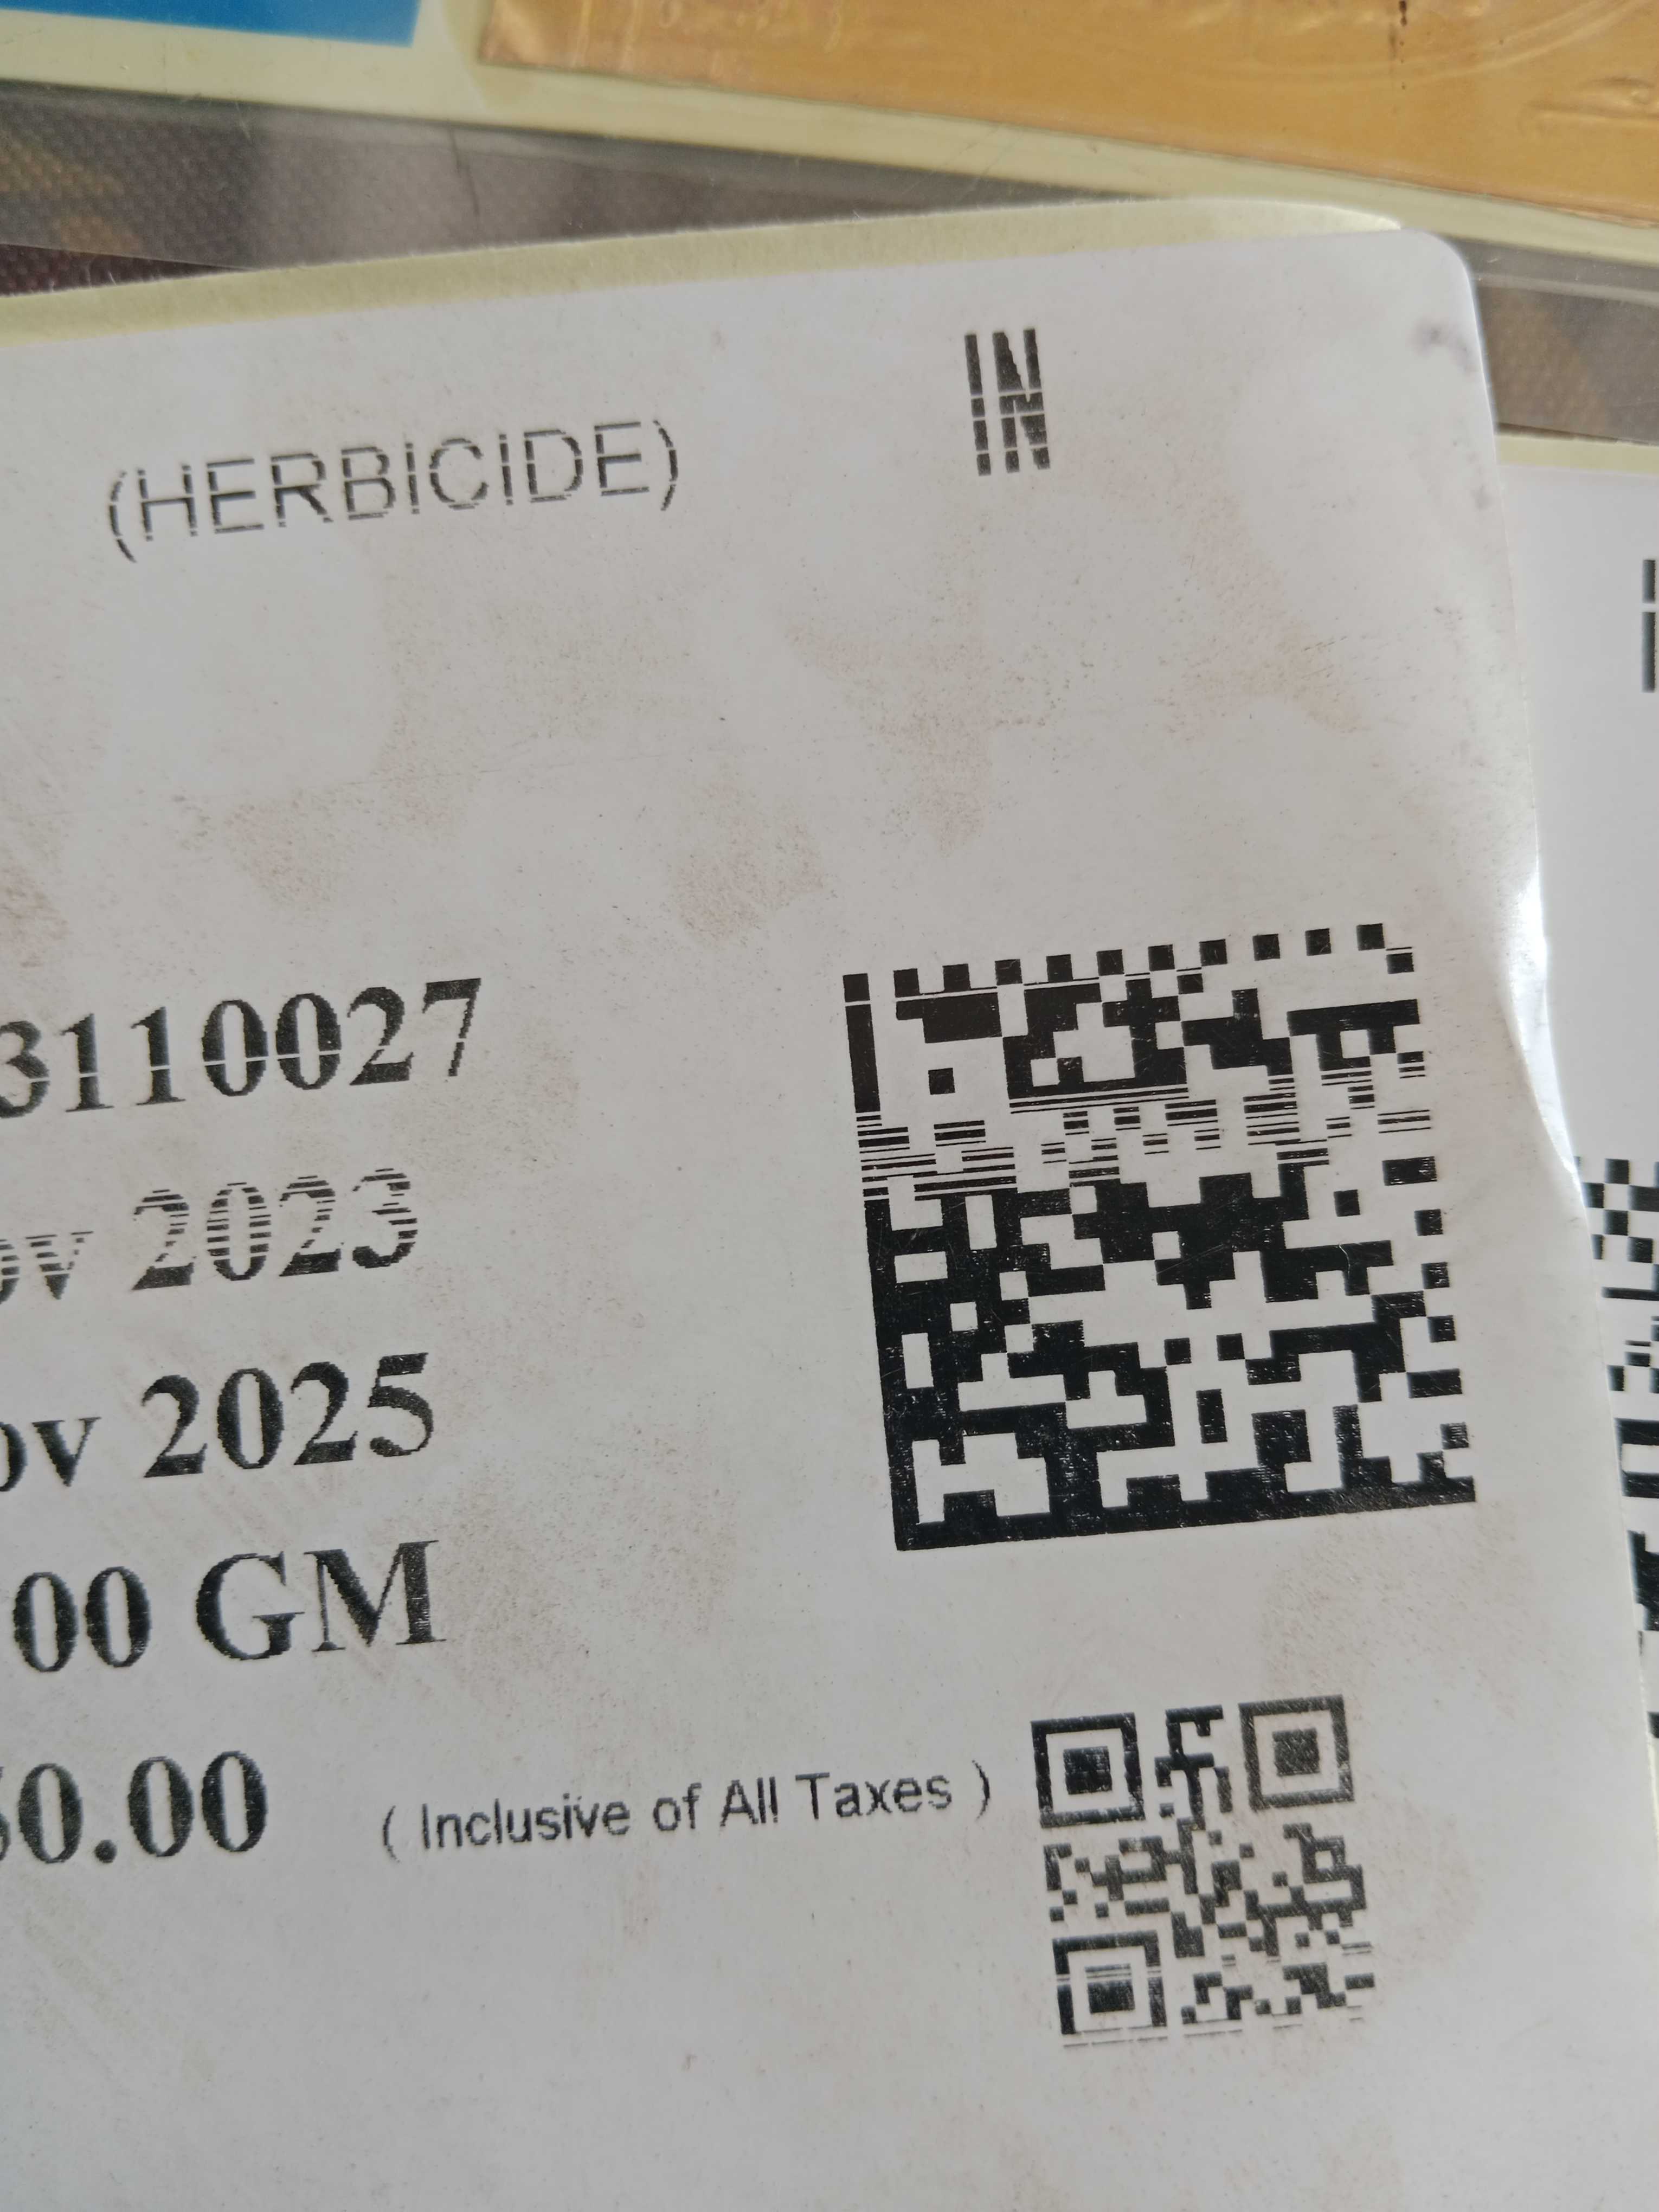 (HERBICIDE)
IN
3110027
ov 2023
ov 2025
00 GM
0.00 ( Inclusive of All Taxes )